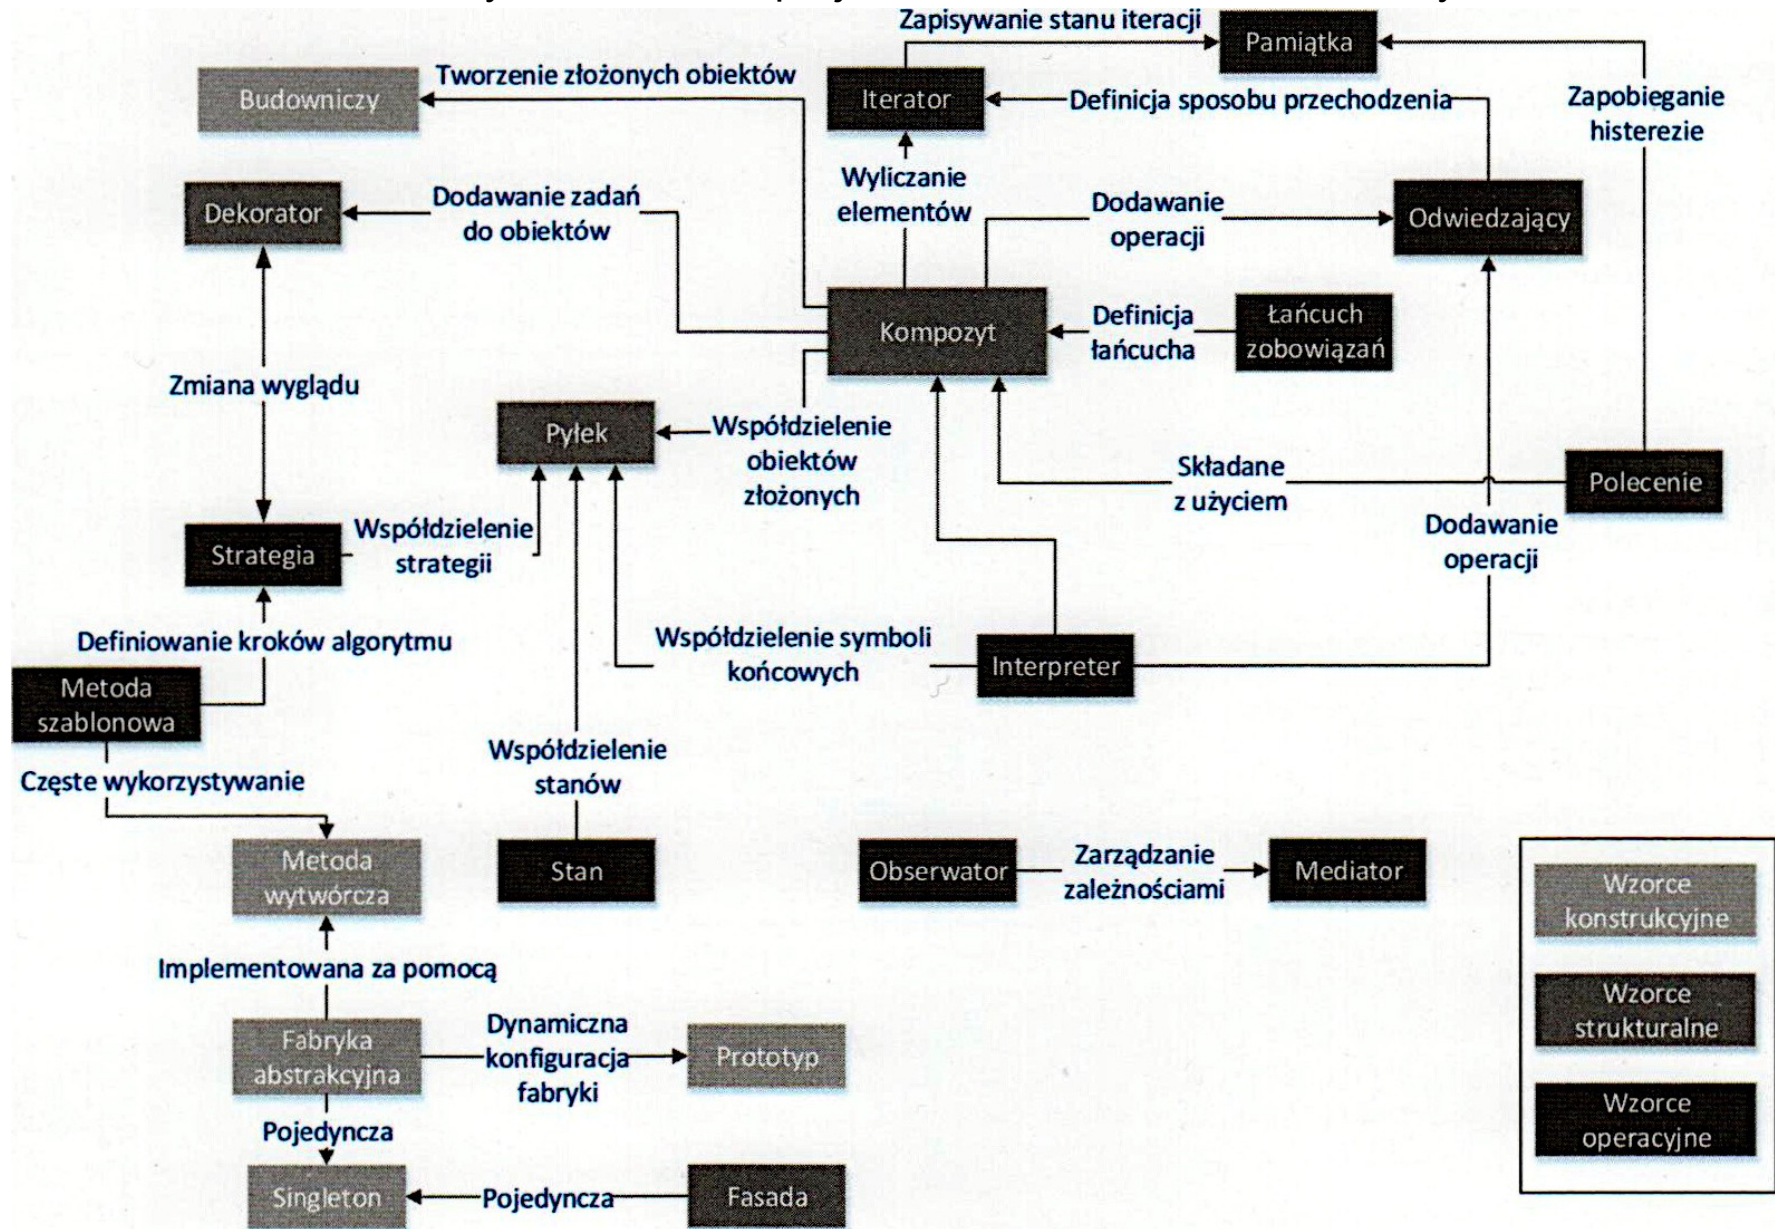 Zapisywanie stanu iteracji
Pamiątka
Budowniczy
Tworzenie złożonych obiektów
Iterator
Definicja sposobu przechodzenia
Zapobieganie
histerezie
Dekorator
Dodawanie zadań
do obiektów
Wyliczanie
elementów
Dodawanie
operacji
Odwiedzający
Kompozyt
Definicja
łańcucha
Łańcuch
zobowiązań
Zmiana wyglądu
Pyłek
Współdzielenie
obiektów
złożonych
Składane
z użyciem
Polecenie
Strategia
Współdzielenie
strategii
Dodawanie
operacji
Definiowanie kroków algorytmu
Współdzielenie symboli
końcowych
Interpreter
Metoda
szablonowa
Częste wykorzystywanie
Współdzielenie
stanów
Metoda
wytwórcza
Stan
Obserwator
Zarządzanie
zależnościami
Mediator
Wzorce
konstrukcyjne
Implementowana za pomocą
Wzorce
strukturalne
Fabryka
abstrakcyjna
Dynamiczna
konfiguracja
fabryki
Prototyp
Wzorce
operacyjne
Pojedyncza
Singleton
Pojedyncza
Fasada